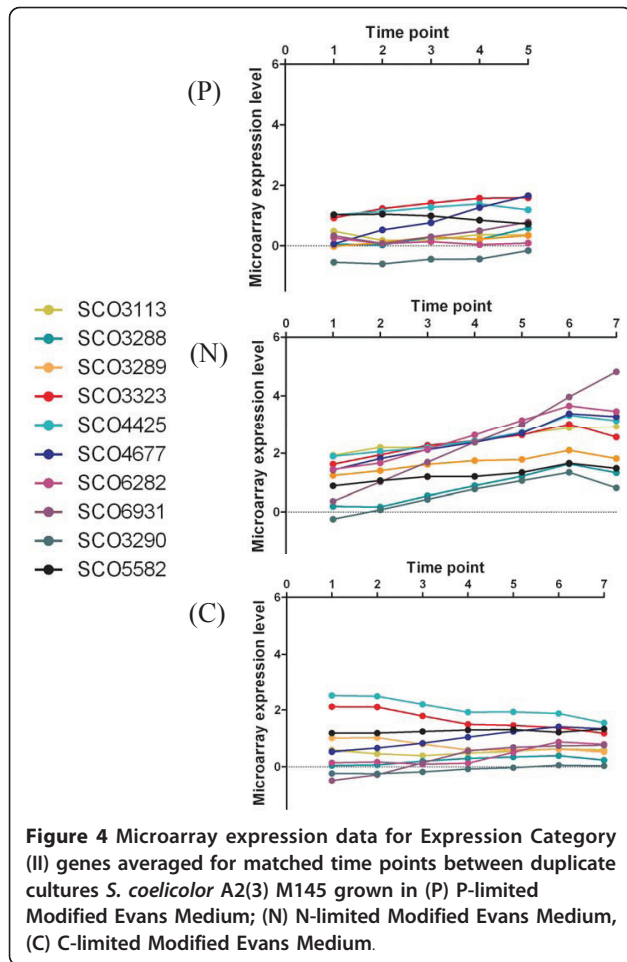 Time point
0 1 2 3 4 5
(P)
Microarray expression level
6
4
2
0
Time point
0 1 2 3 4 5 6 7
(N)
Microarray expression level
6
4
2
0
SCO3113
SCO3288
SCO3289
SCO3323
SCO4425
SCO4677
SCO6282
SCO6931
SCO3290
SCO5582
Time point
0 1 2 3 4 5 6 7
(C)
Microarray expression level
6
4
2
0
Figure 4 Microarray expression data for Expression Category
(II) genes averaged for matched time points between duplicate
cultures S. coelicolor A2(3) M145 grown in (P) P-limited
Modified Evans Medium; (N) N-limited Modified Evans Medium,
(C) C-limited Modified Evans Medium.